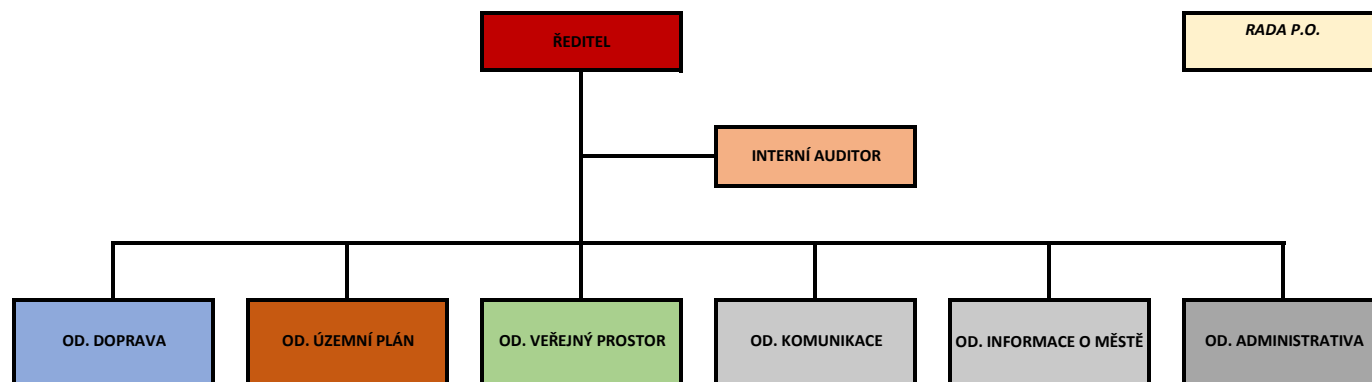 ŘEDITEL
RADA P.O.
INTERNÍ AUDITOR
OD. DOPRAVA
OD. ÚZEMNÍ PLÁN
OD. VEŘEJNÝ PROSTOR
OD. KOMUNIKACE
OD. INFORMACE O MĚSTĚ
OD. ADMINISTRATIVA